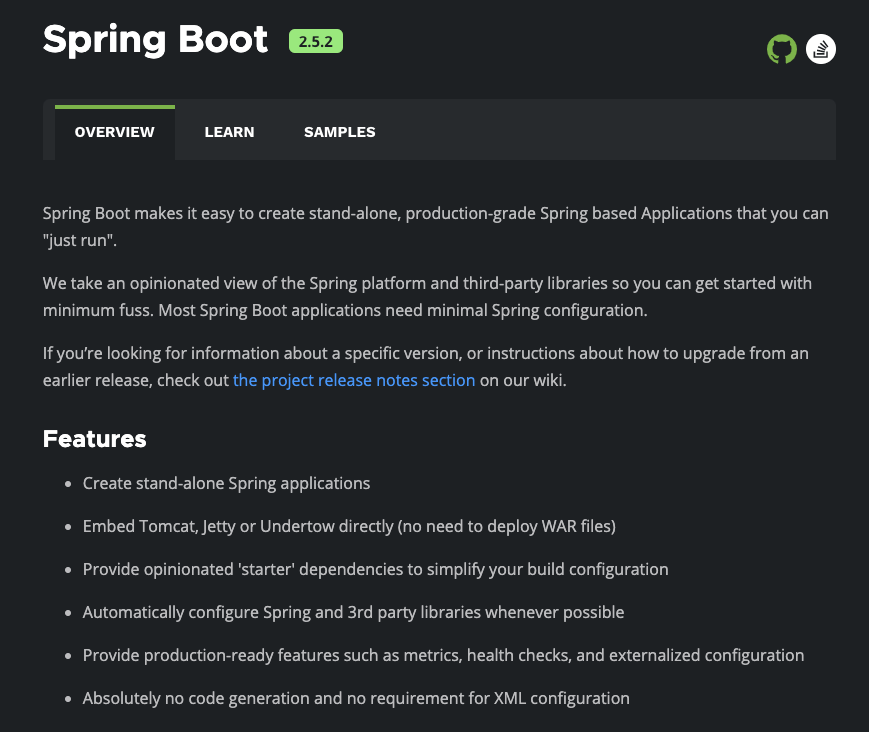 Spring Boot 2.5.2
OVERVIEW LEARN SAMPLES
Spring Boot makes it easy to create stand-alone, production-grade Spring based Applications that you can
"just run".
We take an opinionated view of the Spring platform and third-party libraries so you can get started with
minimum fuss. Most Spring Boot applications need minimal Spring configuration.
If you’re looking for information about a specific version, or instructions about how to upgrade from an
earlier release, check out the project release notes section on our wiki.
Features
Create stand-alone Spring applications
Embed Tomcat, Jetty or Undertow directly (no need to deploy WAR files)
Provide opinionated 'starter' dependencies to simplify your build configuration
Automatically configure Spring and 3rd party libraries whenever possible
Provide production-ready features such as metrics, health checks, and externalized configuration
Absolutely no code generation and no requirement for XML configuration